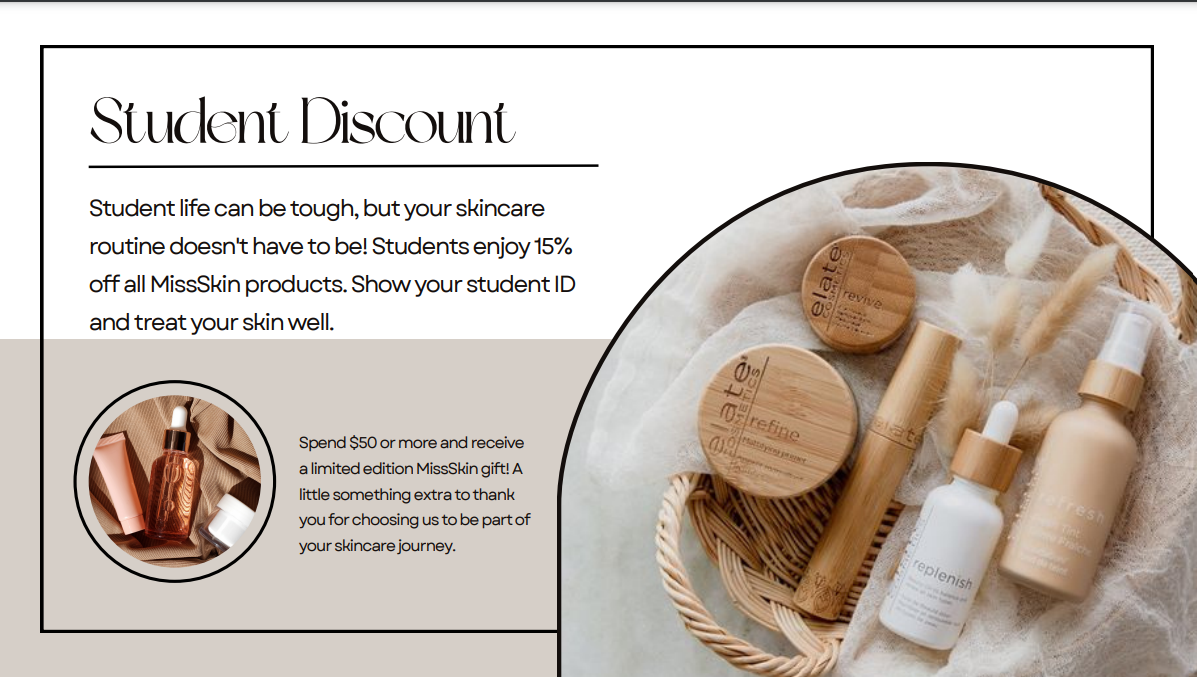 Student Discount
Student life can be tough, but your skincare
routine doesn't have to be! Students enjoy 15%
off all MissSkin products. Show your student ID
and treat your skin well.
Spend $50 or more and receive
a limited edition MissSkin gift! A
little something extra to thank
you for choosing us to be part of
your skincare journey.
elate
COSMETICS
revive
elate
COSMETICS
refine
elate
replenish
refresh